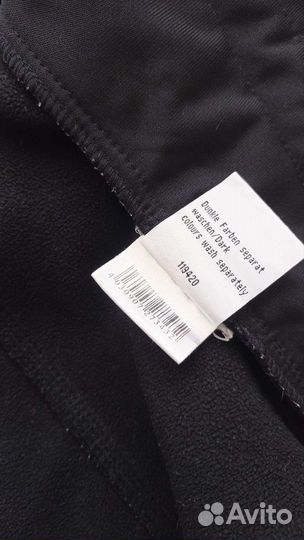 Dunkle Farben separat
waschen/Dark
colours wash separately
119420
Avito